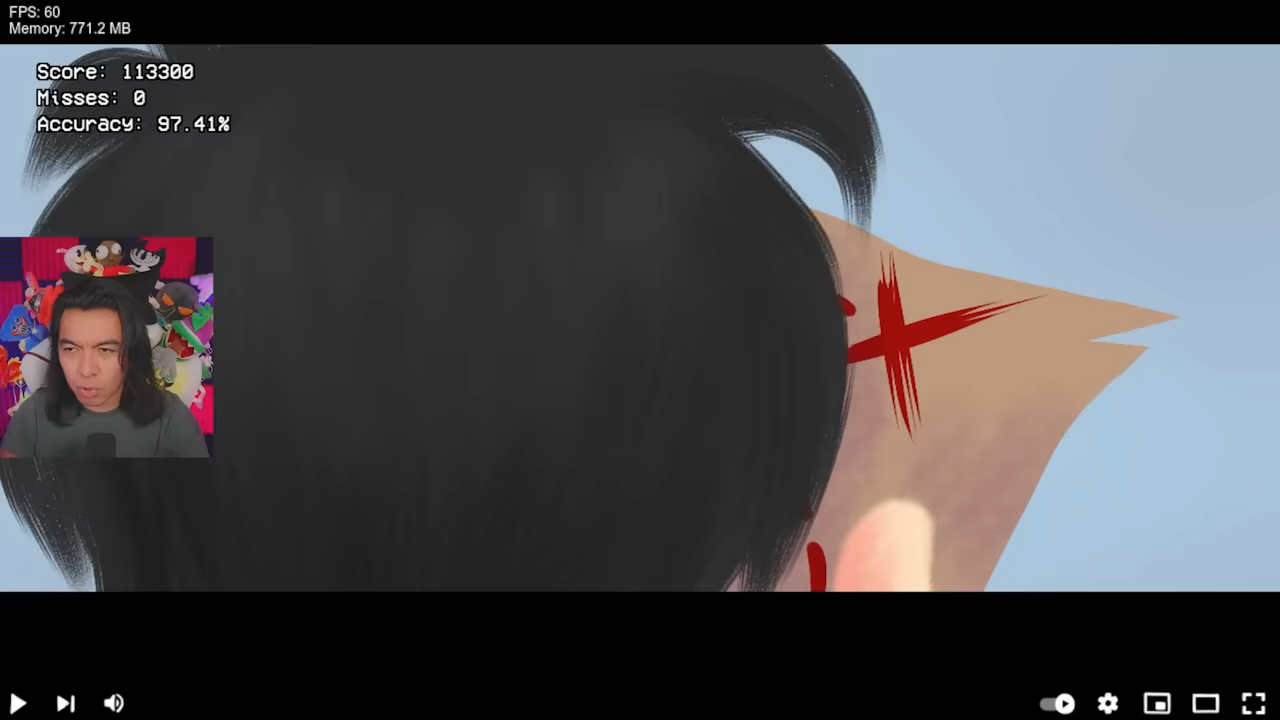 FPS: 60
Memory: 771.2 MB
Score: 113300
Misses: 0
Accuracy: 97.41%